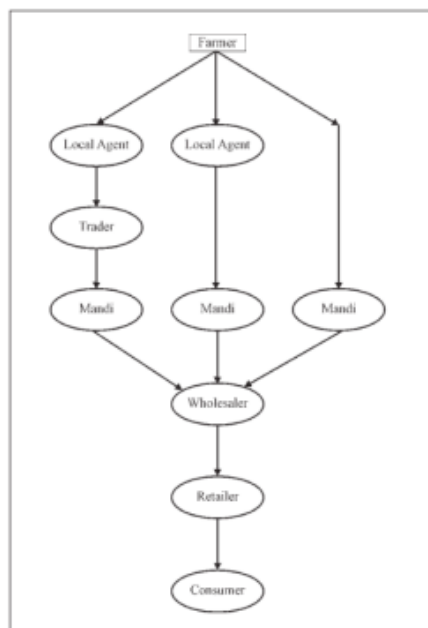 Farmer
Local Agent
Local Agent
Trader
Mandi
Mandi
Mandi
Wholesaler
Retailer
Consumer